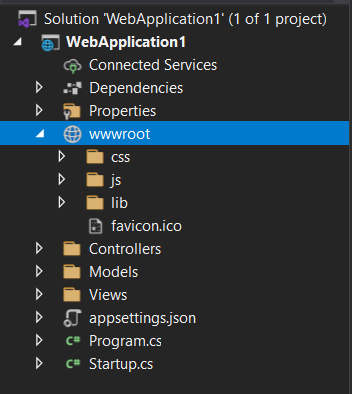 Solution 'WebApplication1' (1 of 1 project)
WebApplication1
Connected Services
Dependencies
Properties
wwwroot
css
js
lib
favicon.ico
Controllers
Models
Views
appsettings.json
C# Program.cs
C# Startup.cs